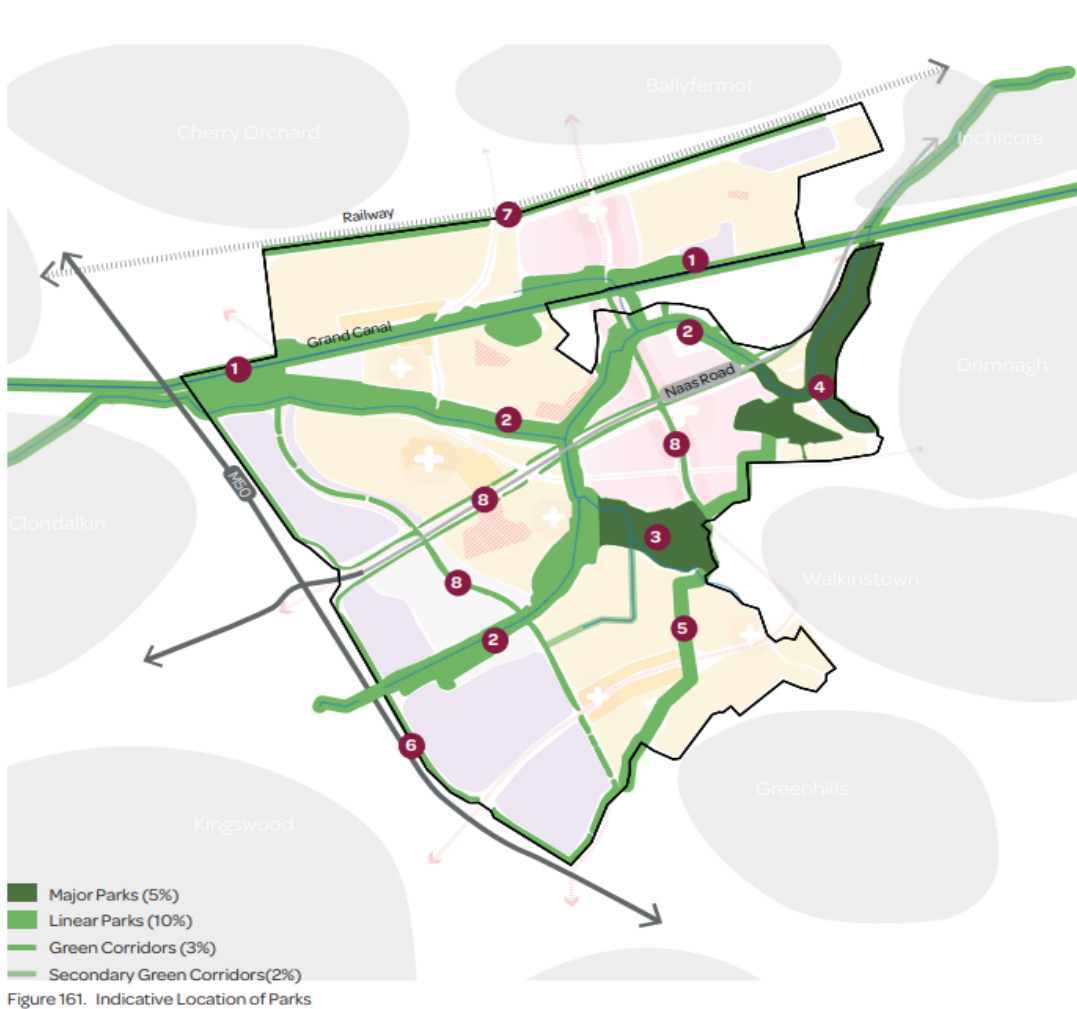 Ballyfermot
Cherry Orchard
Inchicore
Railway
7
1
Grand Canal
2
1
Drimnagh
Naas Road
4
2
8
M50
8
Clondalkin
3
Walkinstown
8
5
2
6
Greenhills
Kingswood
Major Parks (5%)
Linear Parks (10%)
Green Corridors (3%)
Secondary Green Corridors(2%)
Figure 161. Indicative Location of Parks